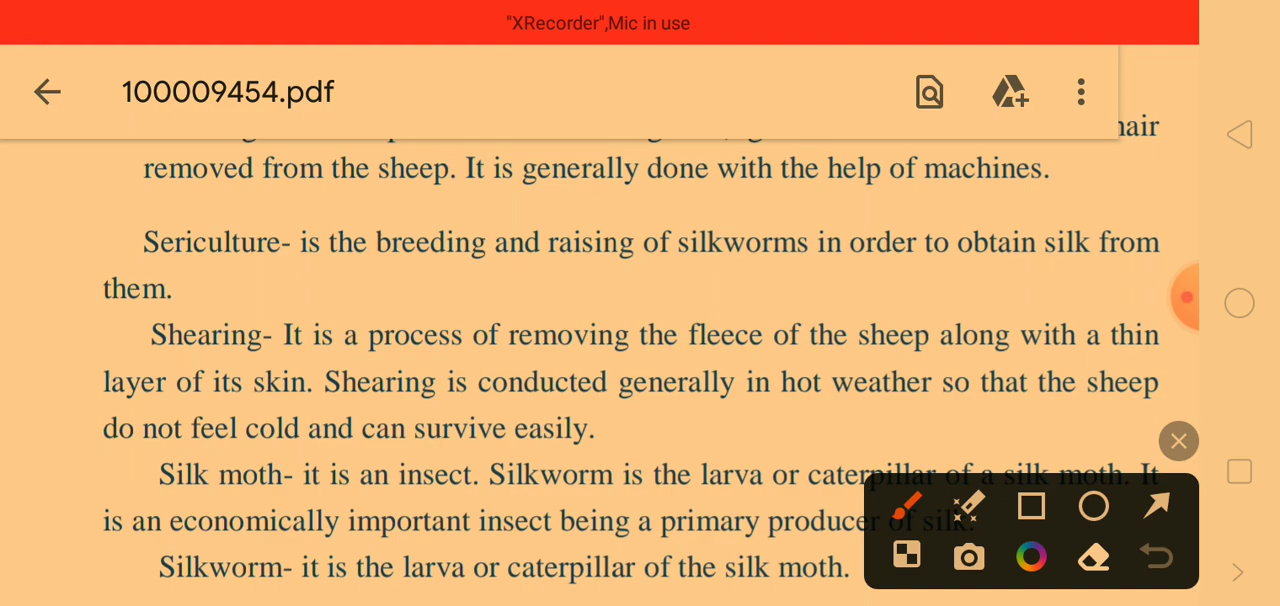 "XRecorder",Mic in use
100009454.pdf
hair
removed from the sheep. It is generally done with the help of machines.
Sericulture- is the breeding and raising of silkworms in order to obtain silk from
them.
Shearing- It is a process of removing the fleece of the sheep along with a thin
layer of its skin. Shearing is conducted generally in hot weather so that the sheep
do not feel cold and can survive easily.
Silk moth- it is an insect. Silkworm is the larva or caterpillar of a silk moth. It
is an economically important insect being a primary producer of silk.
Silkworm- it is the larva or caterpillar of the silk moth.